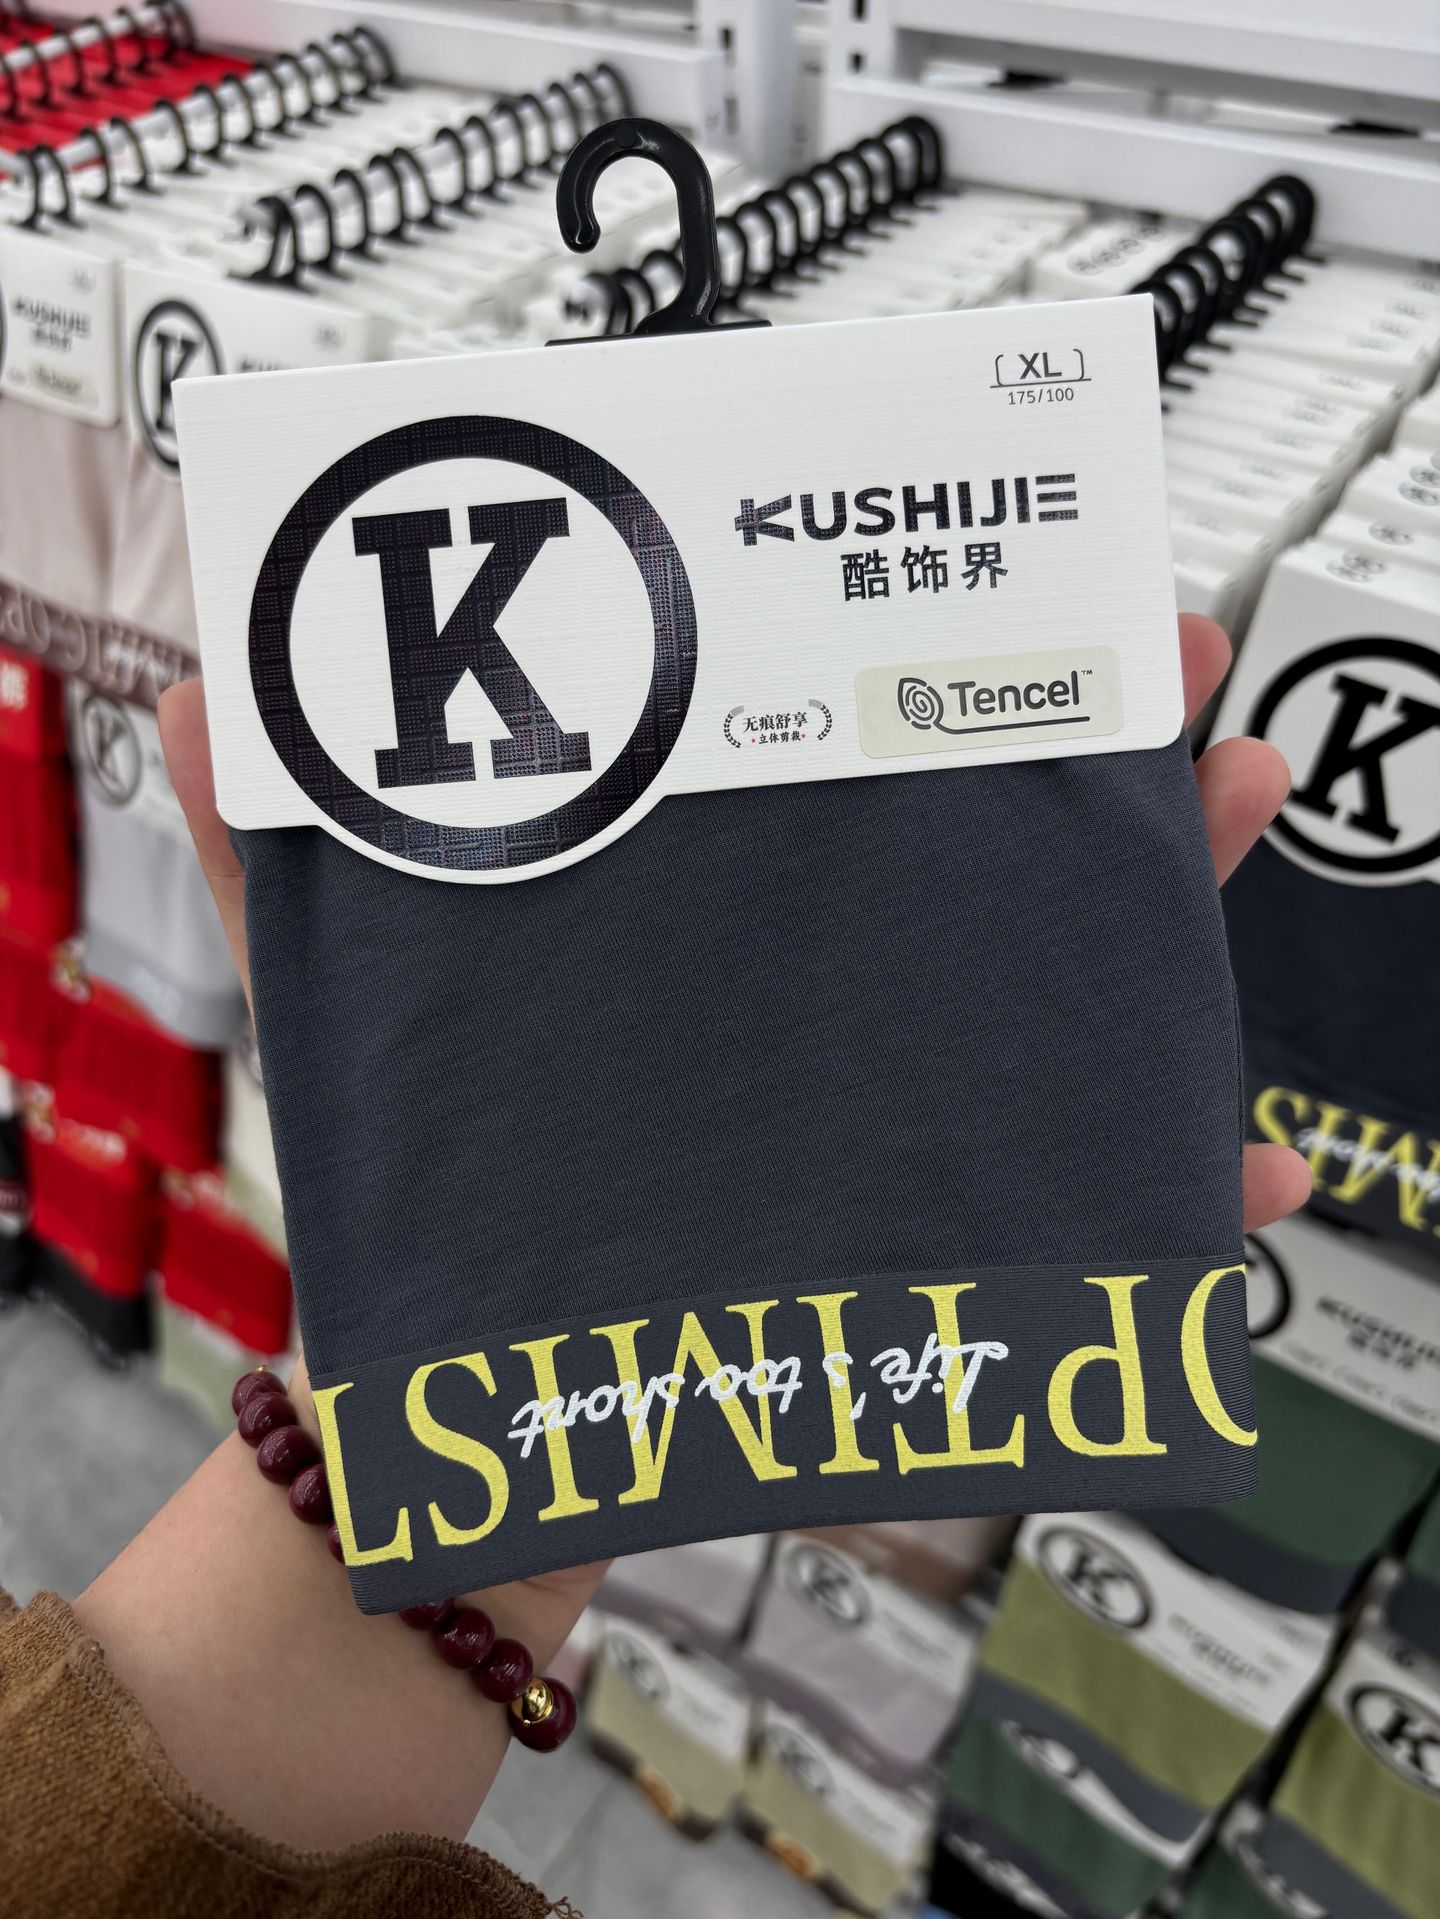 XL
175/100
K
KUSHIJIE
酷饰界
无痕舒享
立体剪裁
Tencel™
OPTIMIST
Life's too short
K
KUSHIJIE
K
K
K
K